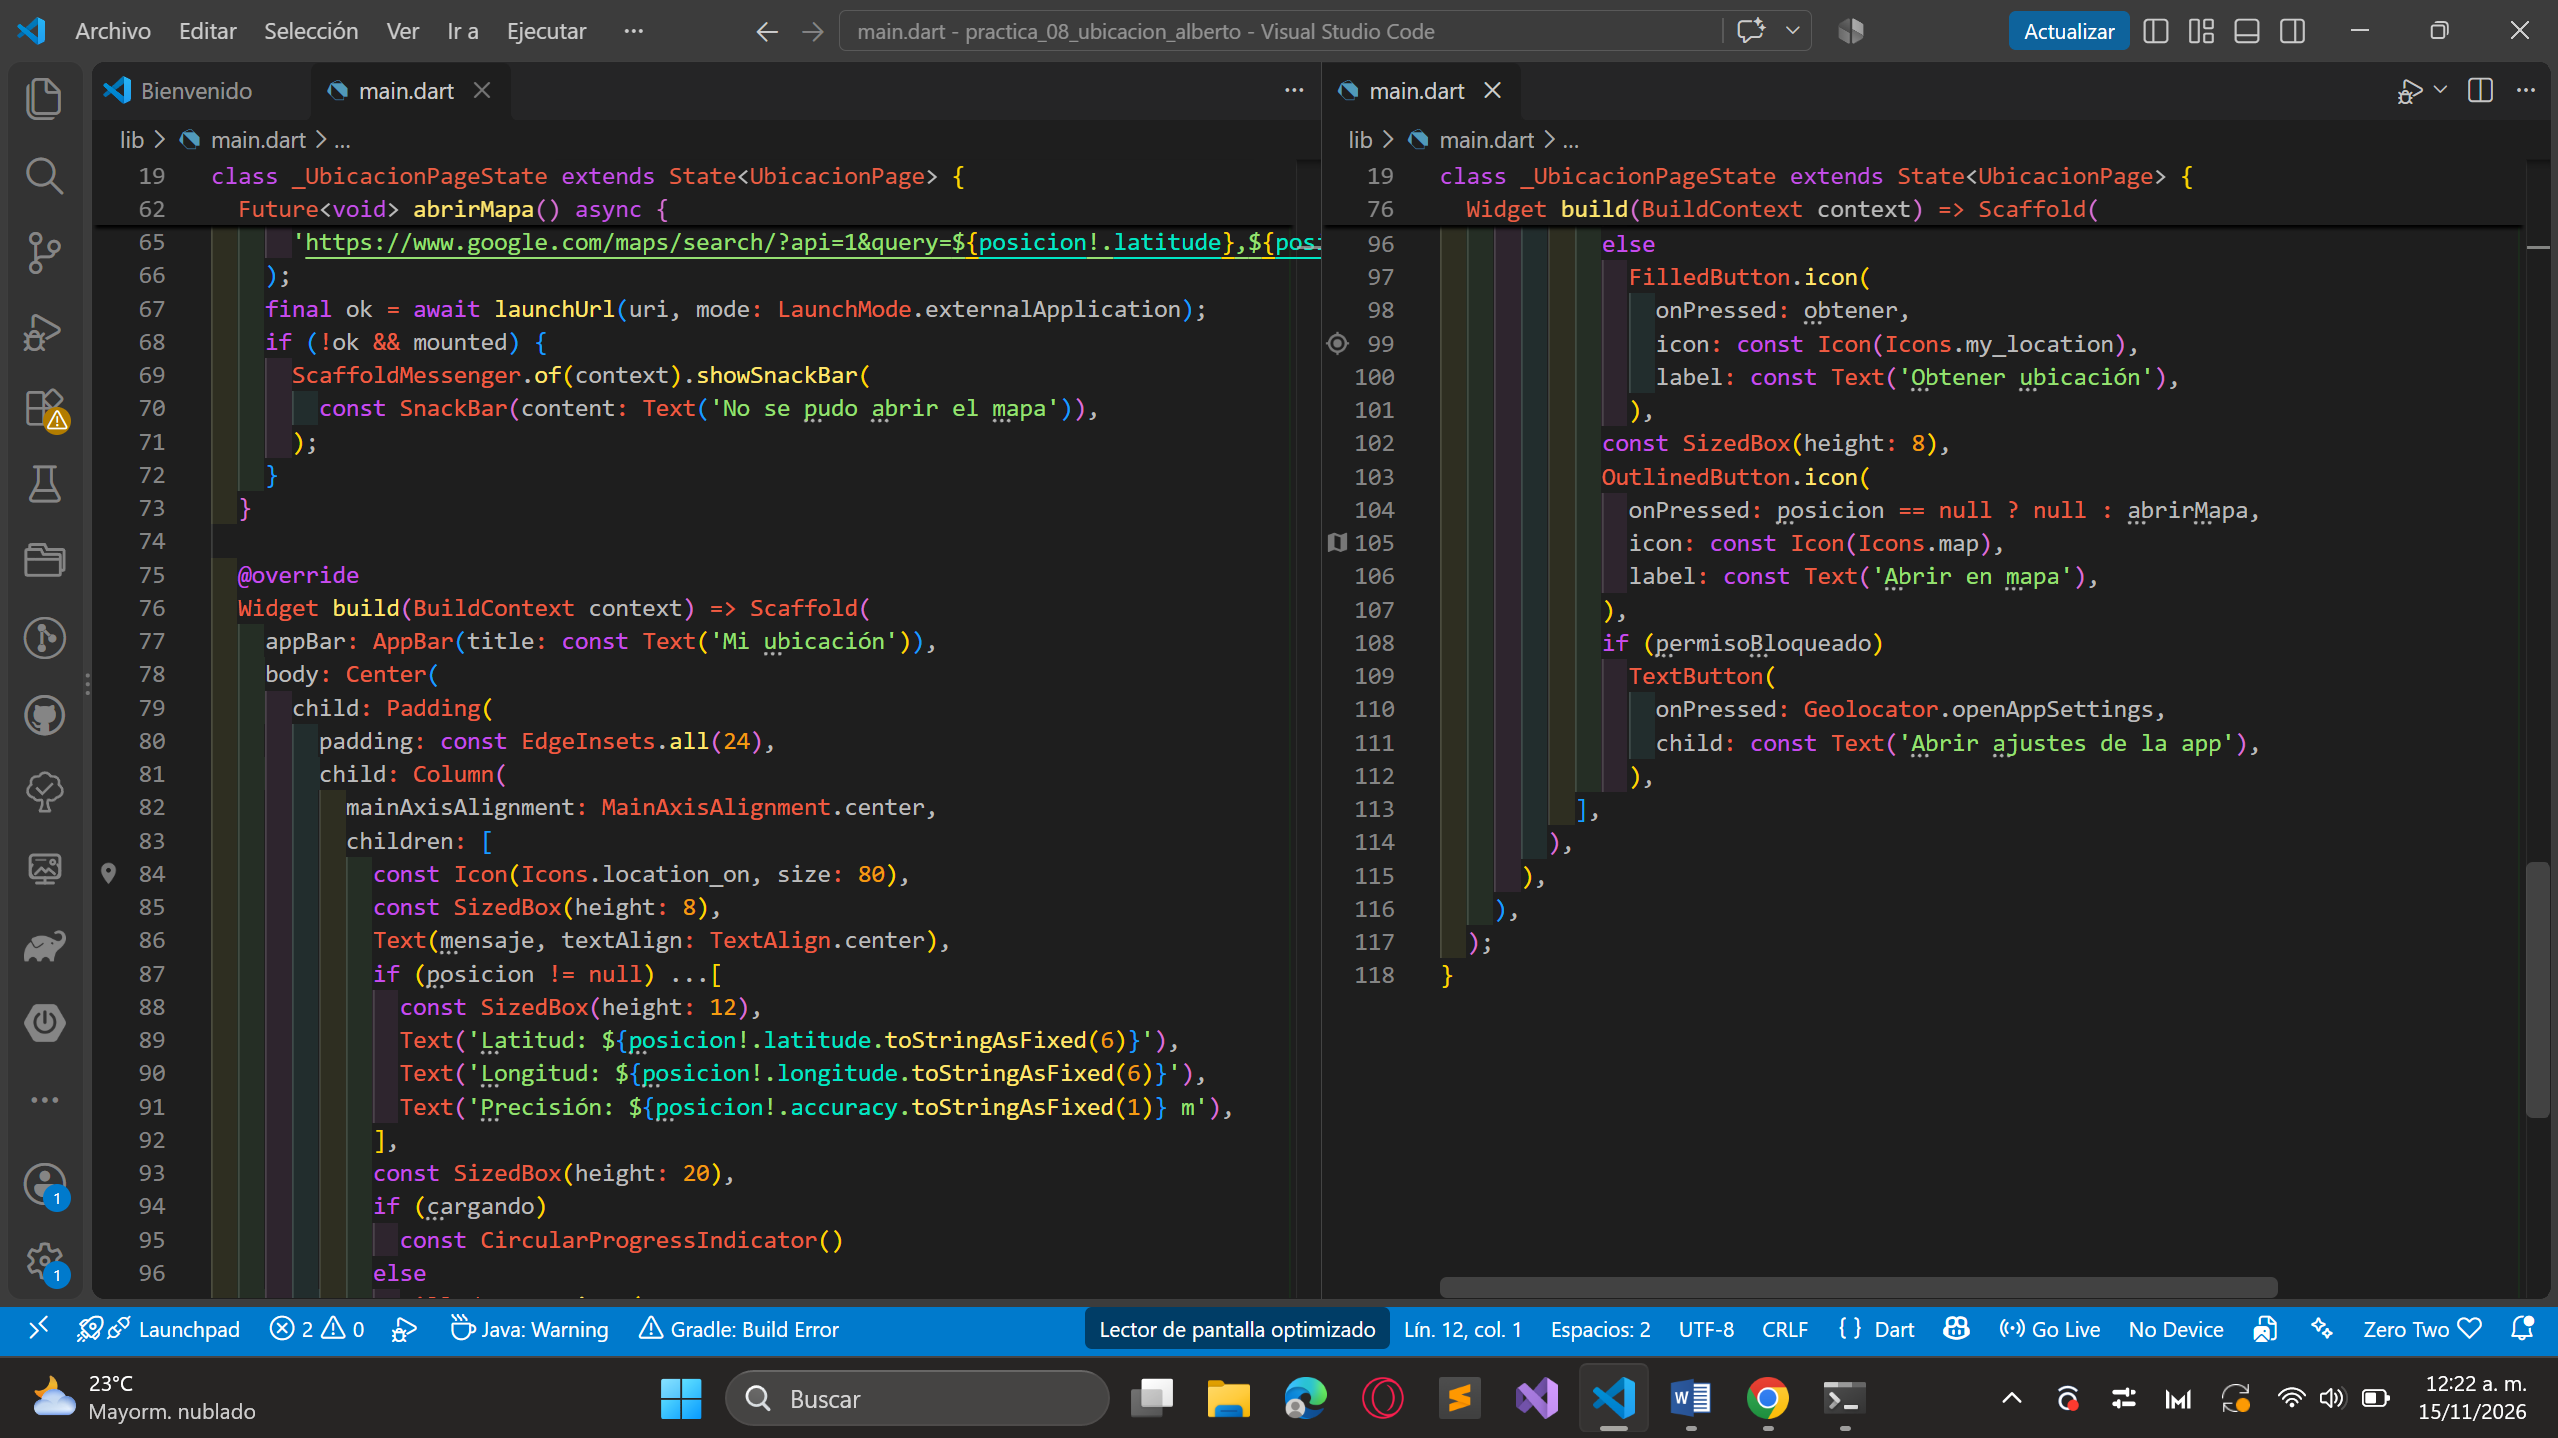 Archivo Editar Selección Ver Ir a Ejecutar ···
main.dart - practica_08_ubicacion_alberto - Visual Studio Code
Actualizar
Bienvenido main.dart
lib > main.dart > ...
19 class _UbicacionPageState extends State<UbicacionPage> {
62 Future<void> abrirMapa() async {
65 'https://www.google.com/maps/search/?api=1&query=${posicion!.latitude},${posi
66 );
67 final ok = await launchUrl(uri, mode: LaunchMode.externalApplication);
68 if (!ok && mounted) {
69 ScaffoldMessenger.of(context).showSnackBar(
70 const SnackBar(content: Text('No se pudo abrir el mapa')),
71 );
72 }
73 }
74
75 @override
76 Widget build(BuildContext context) => Scaffold(
77 appBar: AppBar(title: const Text('Mi ubicación')),
78 body: Center(
79 child: Padding(
80 padding: const EdgeInsets.all(24),
81 child: Column(
82 mainAxisAlignment: MainAxisAlignment.center,
83 children: [
84 const Icon(Icons.location_on, size: 80),
85 const SizedBox(height: 8),
86 Text(mensaje, textAlign: TextAlign.center),
87 if (posicion != null) ...[
88 const SizedBox(height: 12),
89 Text('Latitud: ${posicion!.latitude.toStringAsFixed(6)}'),
90 Text('Longitud: ${posicion!.longitude.toStringAsFixed(6)}'),
91 Text('Precisión: ${posicion!.accuracy.toStringAsFixed(1)} m'),
92 ],
93 const SizedBox(height: 20),
94 if (cargando)
95 const CircularProgressIndicator()
96 else
main.dart
lib > main.dart > ...
19 class _UbicacionPageState extends State<UbicacionPage> {
76 Widget build(BuildContext context) => Scaffold(
96 else
97 FilledButton.icon(
98 onPressed: obtener,
99 icon: const Icon(Icons.my_location),
100 label: const Text('Obtener ubicación'),
101 ),
102 const SizedBox(height: 8),
103 OutlinedButton.icon(
104 onPressed: posicion == null ? null : abrirMapa,
105 icon: const Icon(Icons.map),
106 label: const Text('Abrir en mapa'),
107 ),
108 if (permisoBloqueado)
109 TextButton(
110 onPressed: Geolocator.openAppSettings,
111 child: const Text('Abrir ajustes de la app'),
112 ),
113 ],
114 ),
115 ),
116 ),
117 );
118 }
1
1
Launchpad 2 0 Java: Warning Gradle: Build Error Lector de pantalla optimizado Lín. 12, col. 1 Espacios: 2 UTF-8 CRLF {} Dart Go Live No Device Zero Two
23°C
Mayorm. nublado
Buscar
12:22 a. m.
15/11/2026